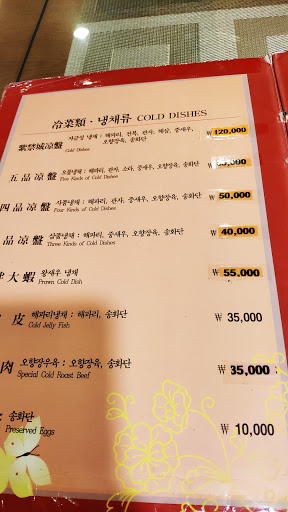 冷菜類 · 냉채류 COLD DISHES
紫禁城凉盤 자금성 냉채 : 해파리, 전복, 관자, 해삼, 중새우, 오향장육, 송화단 ₩ 120,000
Cold Dishes
五品凉盤 오품냉채 : 해파리, 관자, 소라, 중새우, 오향장육, 송화단
Five Kinds of Cold Dishes
四品凉盤 사품냉채 : 해파리, 관자, 중새우, 오향장육, 송화단 ₩ 50,000
Four Kinds of Cold Dishes
品凉盤 삼품냉채 : 해파리, 중새우, 오향장육, 송화단 ₩ 40,000
Three Kinds of Cold Dishes
大蝦 왕새우 냉채 ₩ 55,000
Prown Cold Dish
皮 해파리냉채 : 해파리, 송화단 ₩ 35,000
Cold Jelly Fish
肉 오향장우육 : 오향장육, 송화단 ₩ 35,000
Special Cold Roast Beef
송화단 ₩ 10,000
Preserved Eggs